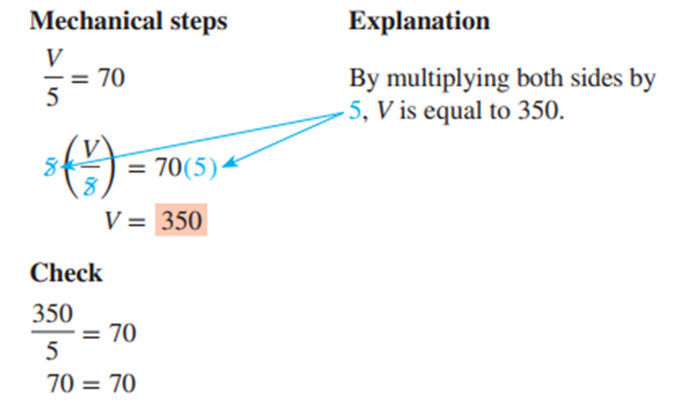 Mechanical steps
V/5 = 70
5(V/5) = 70(5)
V = 350
Check
350/5 = 70
70 = 70
Explanation
By multiplying both sides by
5, V is equal to 350.